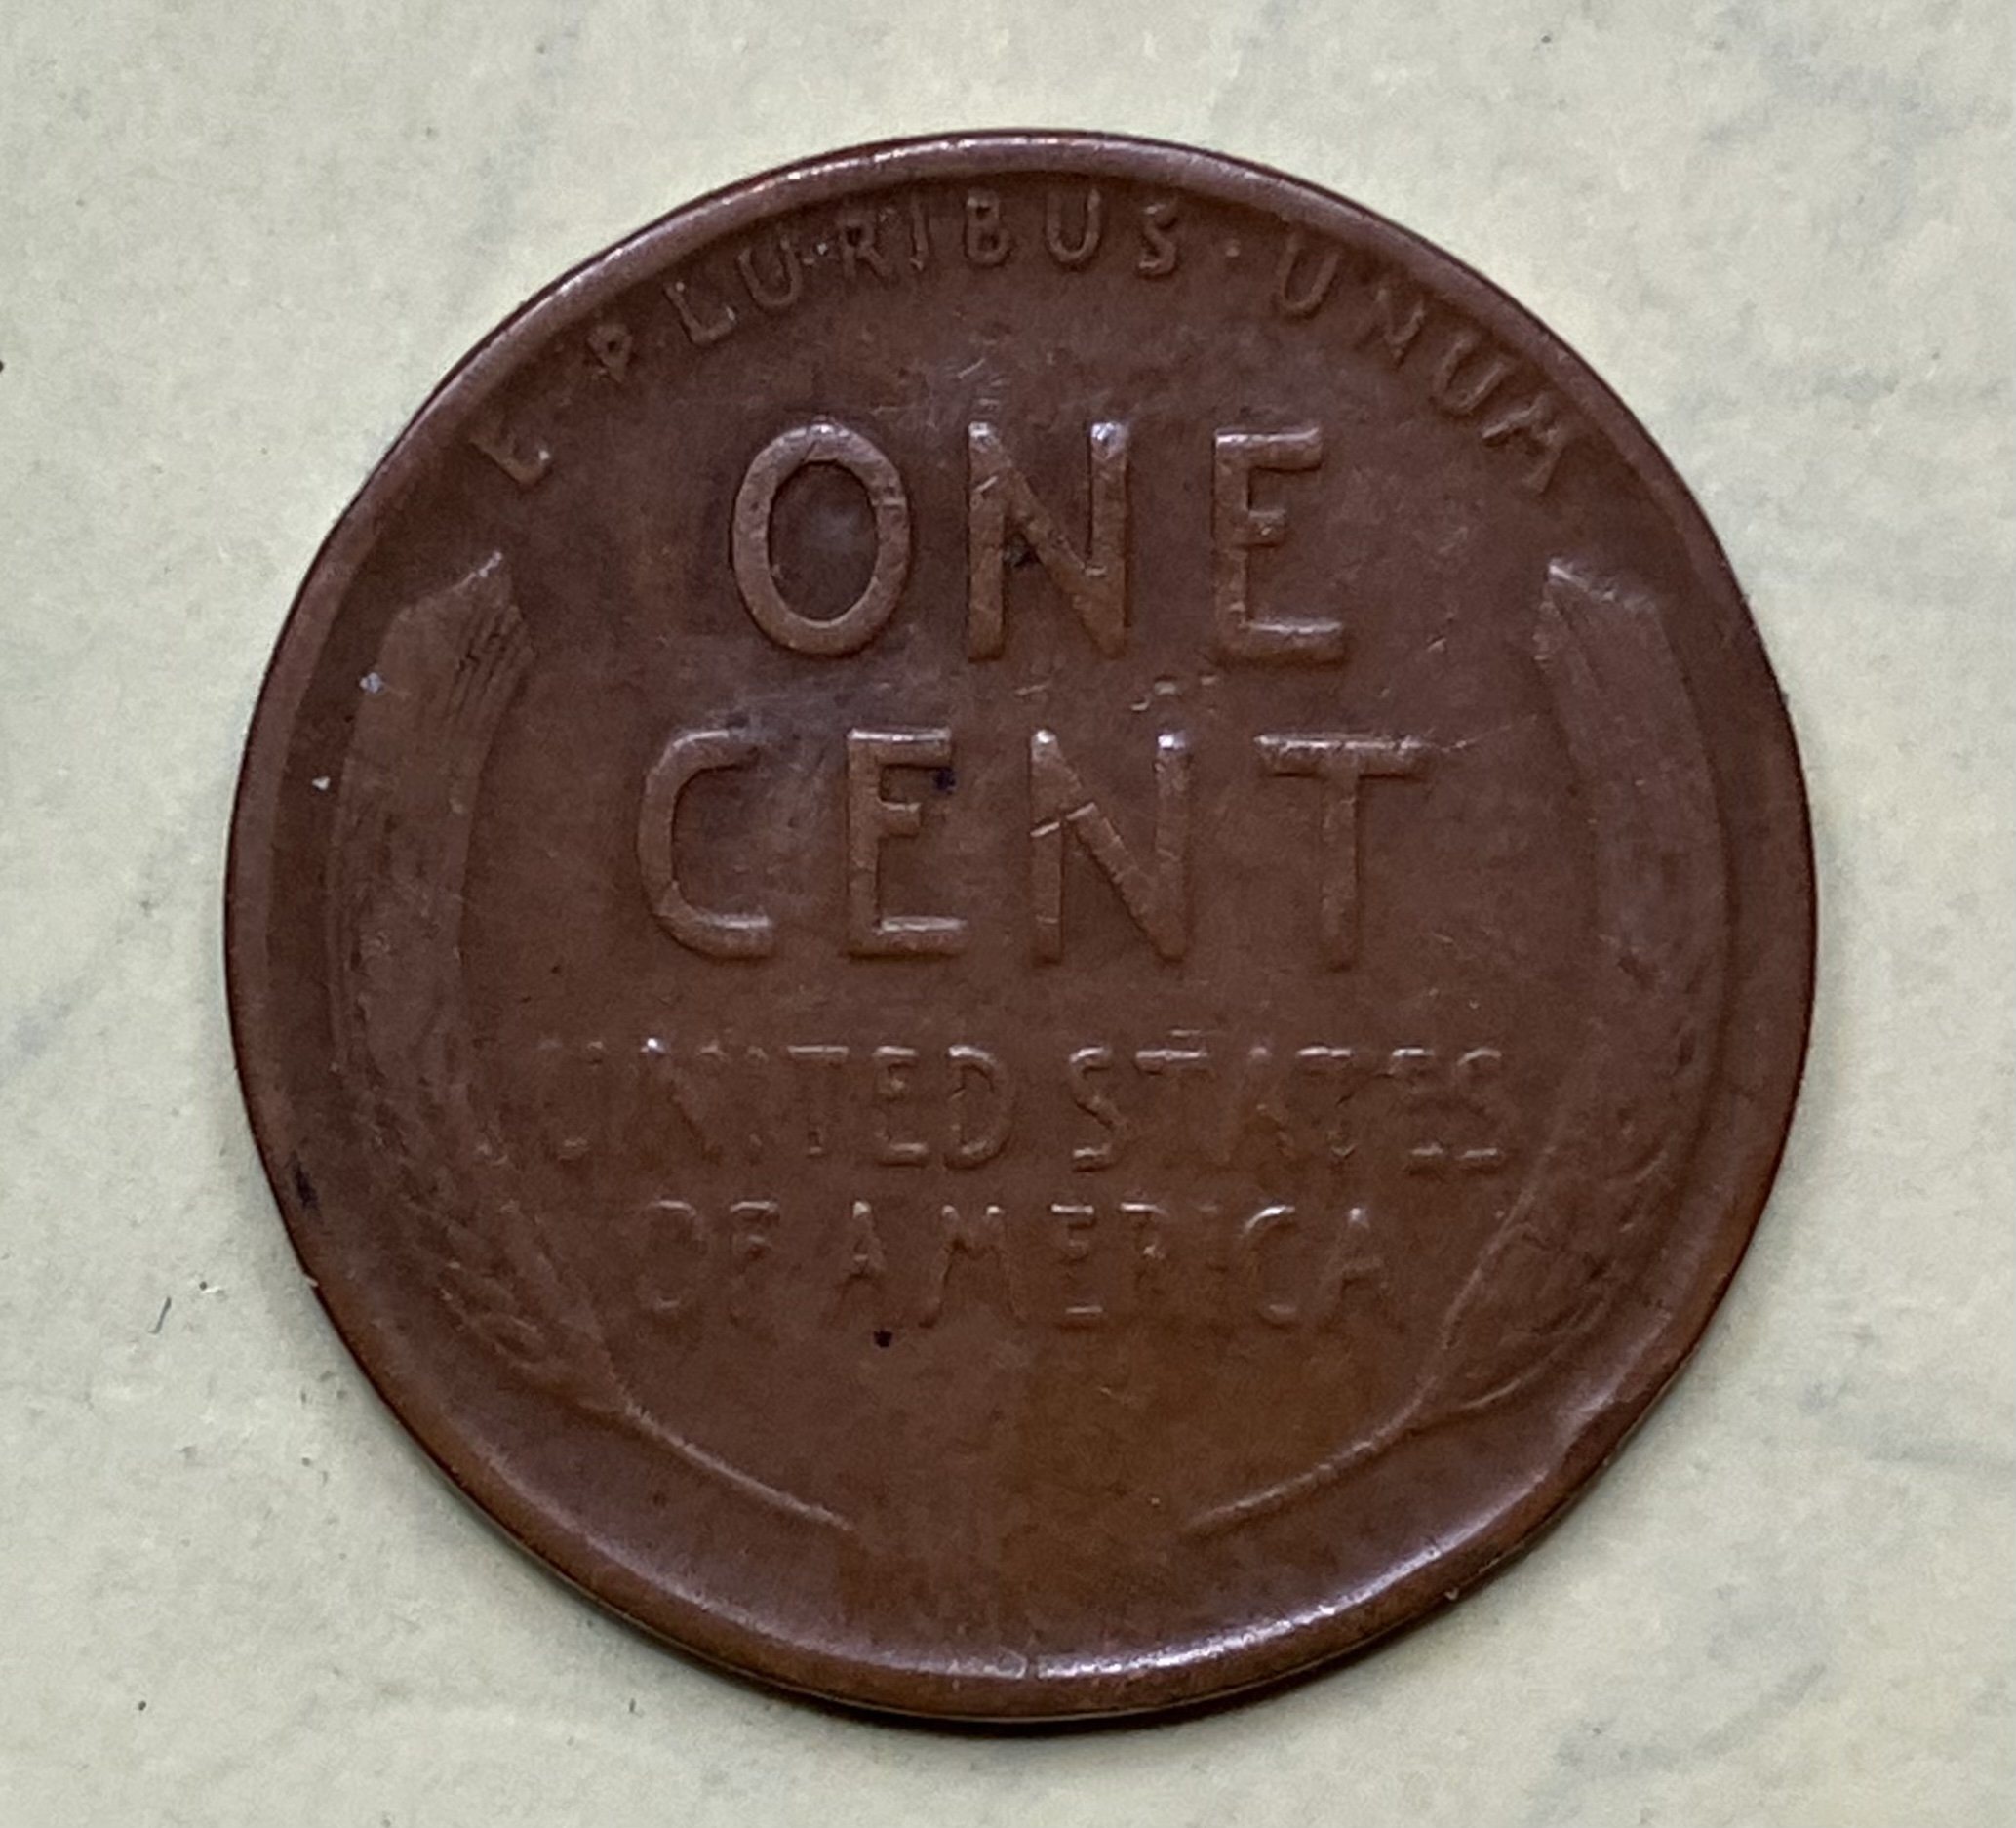 E·PLURIBUS·UNUM
ONE
CENT
UNITED STATES
OF AMERICA